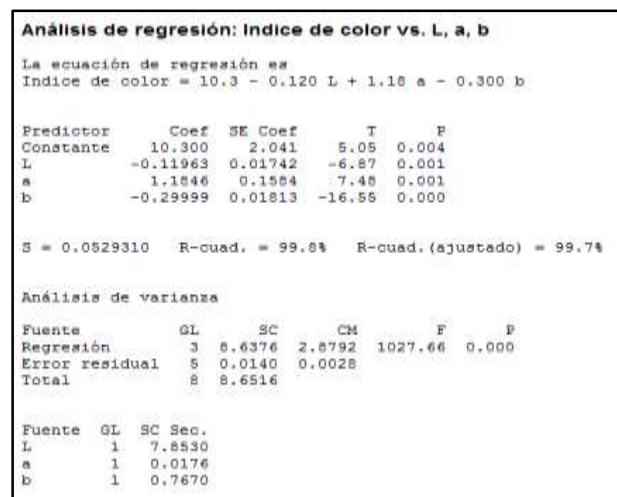 Análisis de regresión: Indice de color vs. L, a, b
La ecuación de regresión es
Indice de color = 10.3 - 0.120 L + 1.18 a - 0.300 b
Predictor Coef SE Coef T P
Constante 10.300 2.041 5.05 0.004
L -0.11963 0.01742 -6.87 0.001
a 1.1846 0.1584 7.48 0.001
b -0.29999 0.01813 -16.55 0.000
S = 0.0529310 R-cuad. = 99.8% R-cuad.(ajustado) = 99.7%
Análisis de varianza
Fuente GL SC CM F P
Regresión 3 8.6376 2.8792 1027.66 0.000
Error residual 5 0.0140 0.0028
Total 8 8.6516
Fuente GL SC Sec.
L 1 7.8530
a 1 0.0176
b 1 0.7670